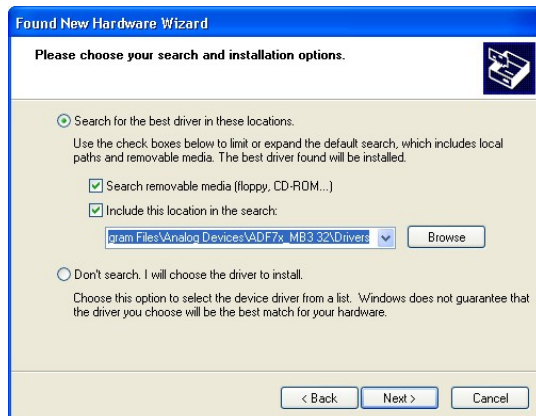 Found New Hardware Wizard
Please choose your search and installation options.
Search for the best driver in these locations.
Use the check boxes below to limit or expand the default search, which includes local
paths and removable media. The best driver found will be installed.
Search removable media (floppy, CD-ROM...)
Include this location in the search:
gram Files\Analog Devices\ADF7x_MB3 32\Drivers
Browse
Don't search. I will choose the driver to install.
Choose this option to select the device driver from a list. Windows does not guarantee that
the driver you choose will be the best match for your hardware.
< Back Next > Cancel